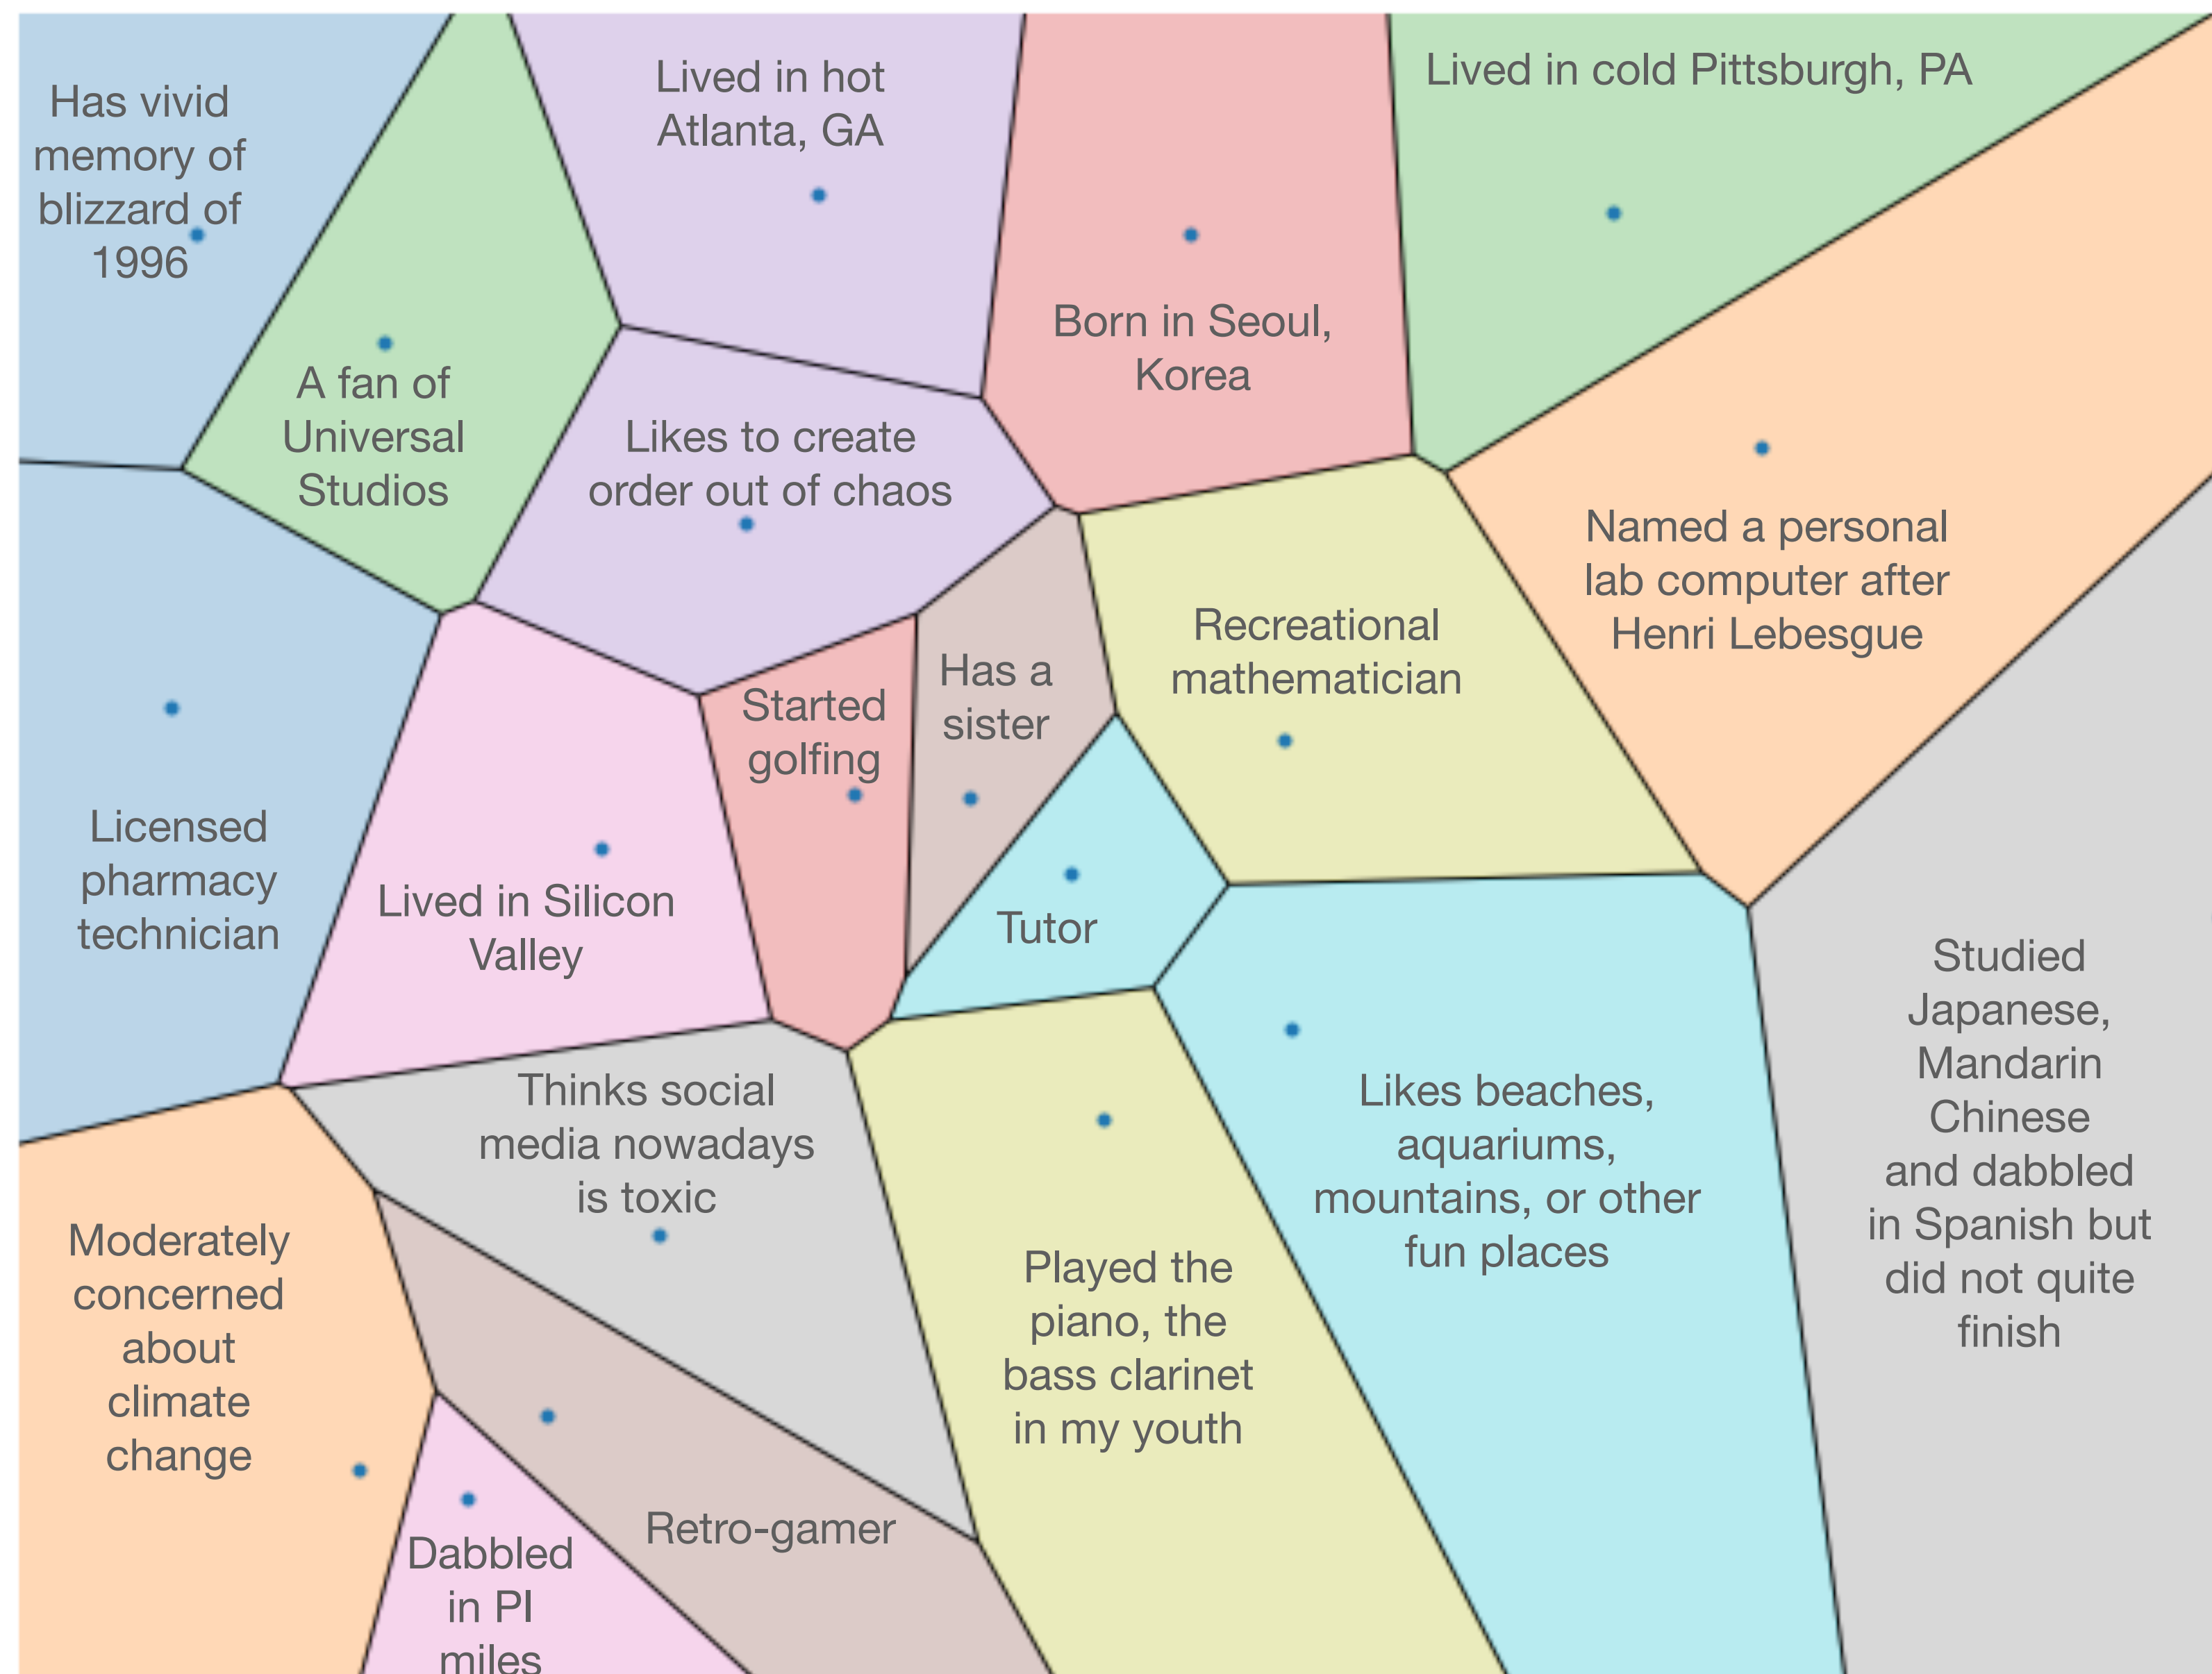 Has vivid
memory of
blizzard of
1996
A fan of
Universal
Studios
Lived in hot
Atlanta, GA
Born in Seoul,
Korea
Lived in cold Pittsburgh, PA
Likes to create
order out of chaos
Named a personal
lab computer after
Henri Lebesgue
Recreational
mathematician
Has a
sister
Started
golfing
Licensed
pharmacy
technician
Lived in Silicon
Valley
Tutor
Studied
Japanese,
Mandarin
Chinese
and dabbled
in Spanish but
did not quite
finish
Thinks social
media nowadays
is toxic
Likes beaches,
aquariums,
mountains, or other
fun places
Moderately
concerned
about
climate
change
Played the
piano, the
bass clarinet
in my youth
Retro-gamer
Dabbled
in PI
miles